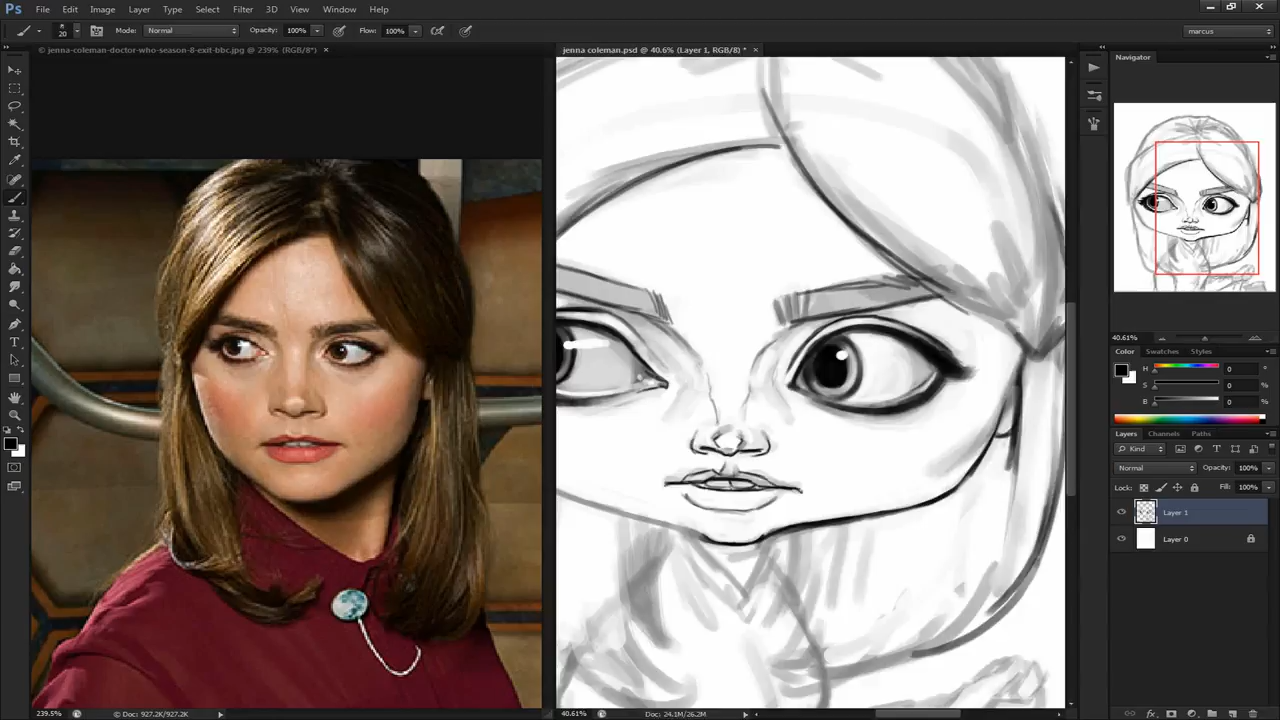 Ps File Edit Image Layer Type Select Filter 3D View Window Help
20 Mode: Normal Opacity: 100% Flow: 100% marcus
© jenna-coleman-doctor-who-season-8-exit-bbc.jpg @ 239% (RGB/8*) ×
jenna coleman.psd @ 40.6% (Layer 1, RGB/8) * ×
Navigator
40.61%
Color Swatches Styles
H 0 °
S 0 %
B 0 %
Layers Channels Paths
Kind
Normal Opacity: 100%
Lock: Fill: 100%
Layer 1
Layer 0
239.5% © Doc: 927.2K/927.2K
40.61% Doc: 24.1M/26.2M